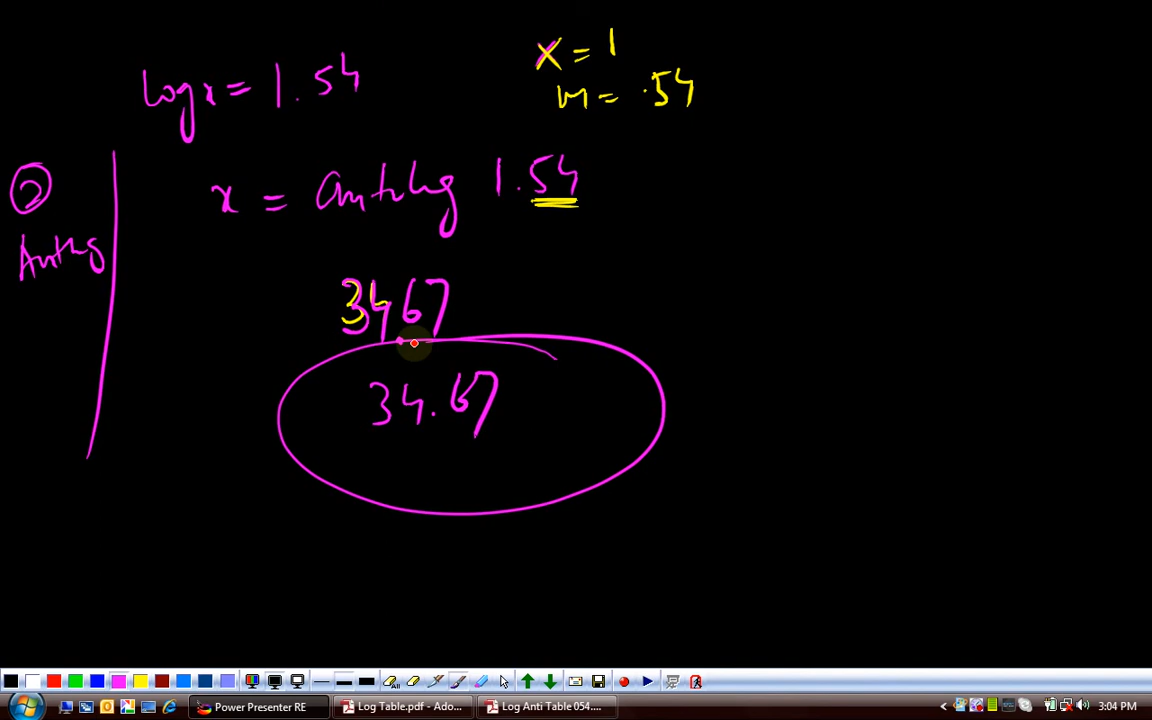 log x = 1.54
x = 1
m = .54
②
Antilog
x = antilog 1.54
3467
34.67
All
Power Presenter RE
Log Table.pdf - Ado...
Log Anti Table 054....
3:04 PM